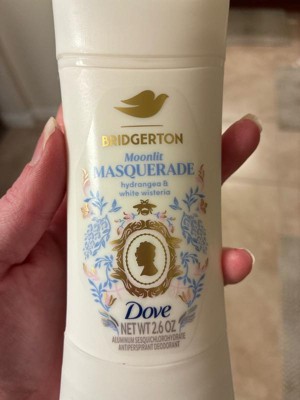 BRIDGERTON
Moonlit
MASQUERADE
hydrangea &
white wisteria
Dove
NET WT 2.6 OZ
ALUMINUM SESQUICHLOROHYDRATE
ANTIPERSPIRANT DEODORANT